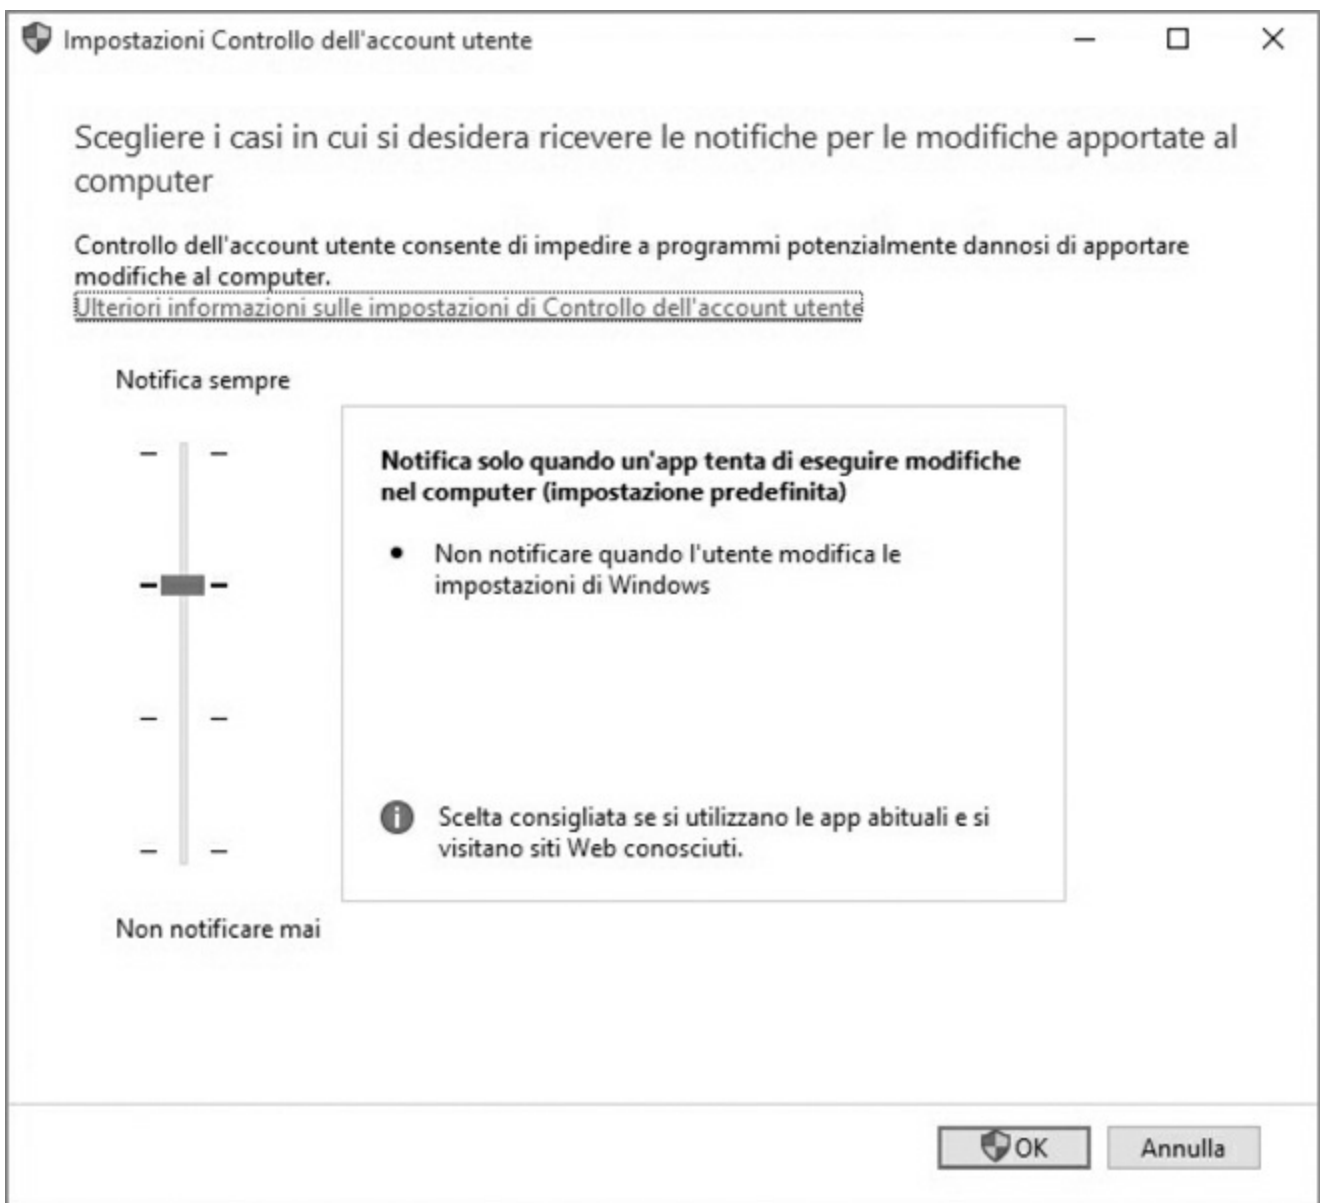 Impostazioni Controllo dell'account utente
Scegliere i casi in cui si desidera ricevere le notifiche per le modifiche apportate al
computer
Controllo dell'account utente consente di impedire a programmi potenzialmente dannosi di apportare
modifiche al computer.
Ulteriori informazioni sulle impostazioni di Controllo dell'account utente
Notifica sempre
Notifica solo quando un'app tenta di eseguire modifiche
nel computer (impostazione predefinita)
• Non notificare quando l'utente modifica le
impostazioni di Windows
Scelta consigliata se si utilizzano le app abituali e si
visitano siti Web conosciuti.
Non notificare mai
OK
Annulla